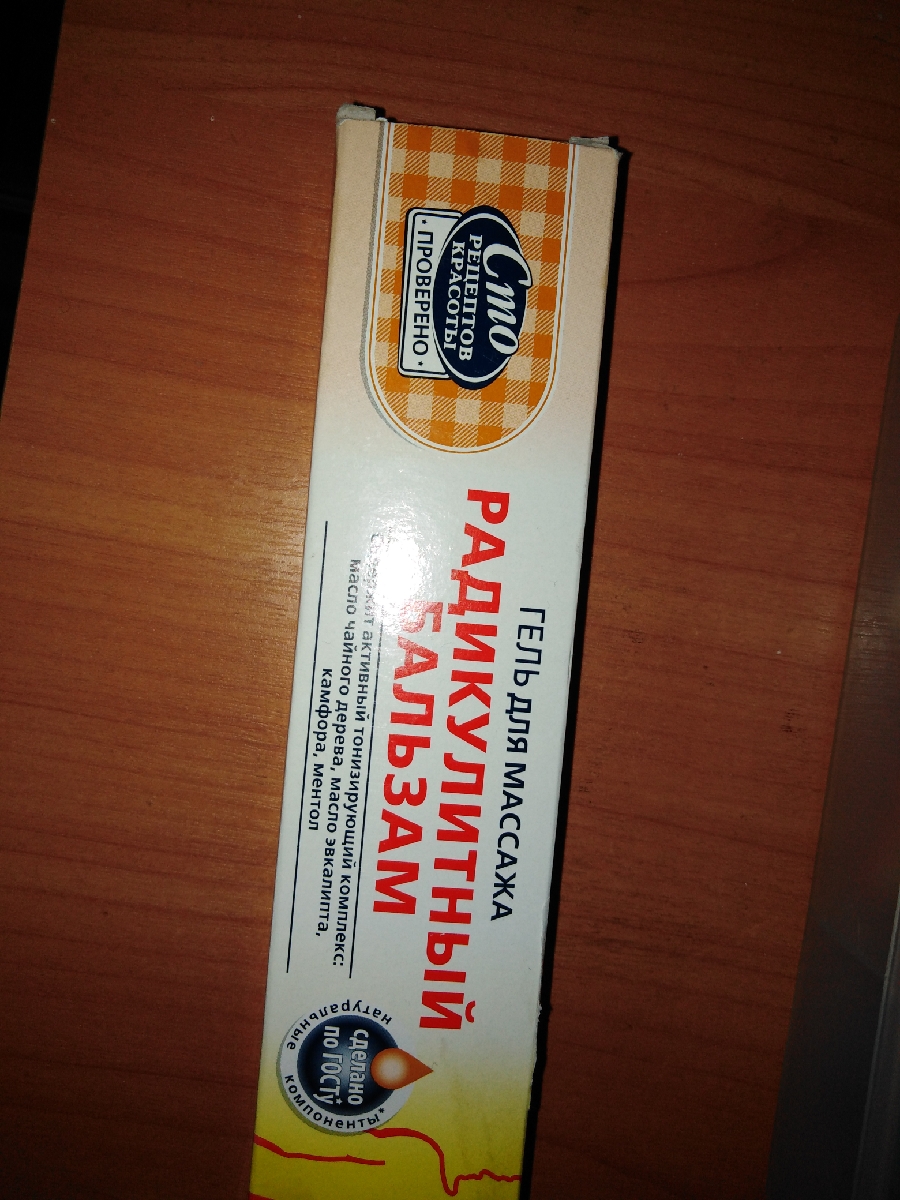 Сто
РЕЦЕПТОВ
КРАСОТЫ
* ПРОВЕРЕНО *
ГЕЛЬ ДЛЯ МАССАЖА
РАДИКУЛИТНЫЙ
БАЛЬЗАМ
Содержит активный тонизирующий комплекс:
масло чайного дерева, масло эвкалипта,
камфора, ментол
натуральные компоненты*
сделано
по ГОСТу*